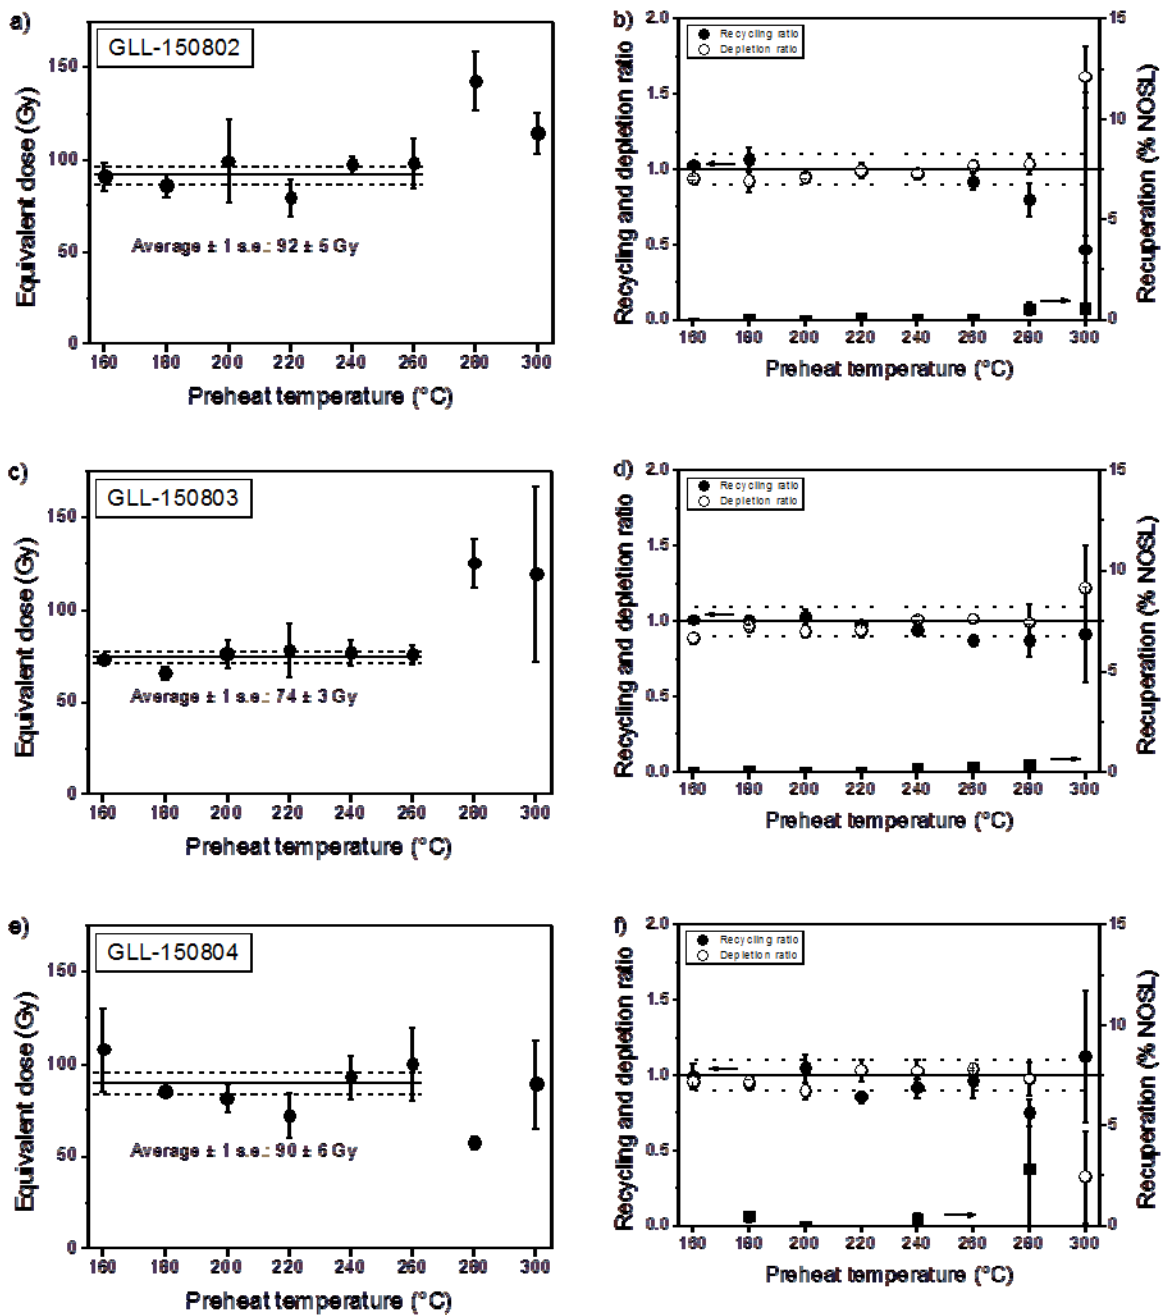 a)
GLL-150802
Equivalent dose (Gy)
150
100
50
0
Average ± 1 s.e.: 92 ± 5 Gy
160 180 200 220 240 260 280 300
Preheat temperature (°C)
b)
Recycling ratio
Depletion ratio
Recycling and depletion ratio
2.0
1.5
1.0
0.5
0.0
15
10
5
0
Recuperation (% NOSL)
160 180 200 220 240 260 280 300
Preheat temperature (°C)
c)
GLL-150803
Equivalent dose (Gy)
150
100
50
0
Average ± 1 s.e.: 74 ± 3 Gy
160 180 200 220 240 260 280 300
Preheat temperature (°C)
d)
Recycling ratio
Depletion ratio
Recycling and depletion ratio
2.0
1.5
1.0
0.5
0.0
15
10
5
0
Recuperation (% NOSL)
160 180 200 220 240 260 280 300
Preheat temperature (°C)
e)
GLL-150804
Equivalent dose (Gy)
150
100
50
0
Average ± 1 s.e.: 90 ± 6 Gy
160 180 200 220 240 260 280 300
Preheat temperature (°C)
f)
Recycling ratio
Depletion ratio
Recycling and depletion ratio
2.0
1.5
1.0
0.5
0.0
15
10
5
0
Recuperation (% NOSL)
160 180 200 220 240 260 280 300
Preheat temperature (°C)